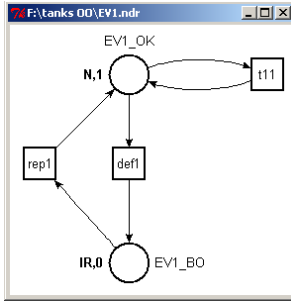 F:\tanks OO\EV1.ndr
EV1_OK
N,1
t11
rep1
def1
IR,0
EV1_BO